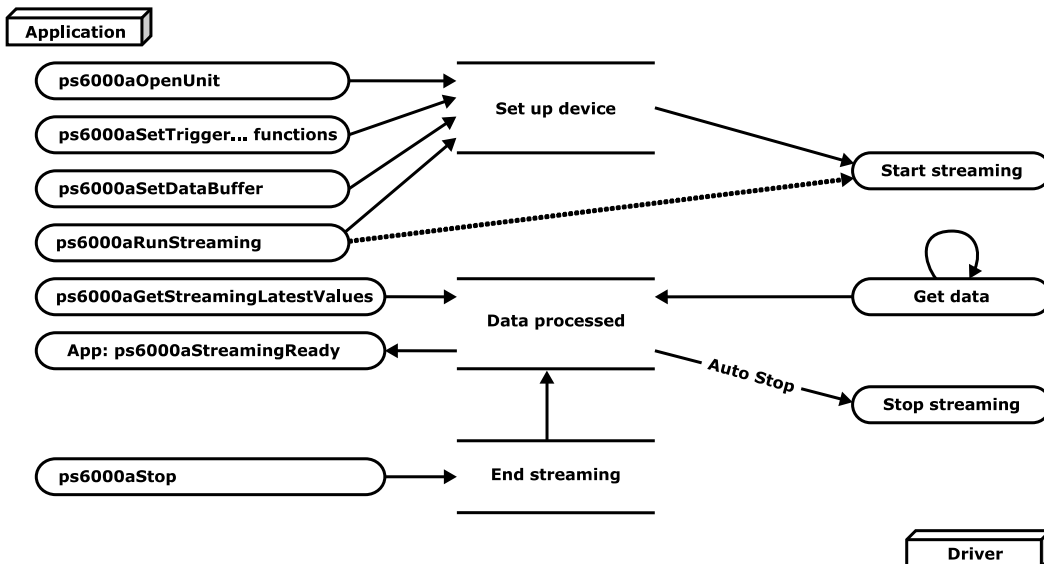 Application
ps6000aOpenUnit
ps6000aSetTrigger... functions
ps6000aSetDataBuffer
ps6000aRunStreaming
Set up device
Start streaming
ps6000aGetStreamingLatestValues
App: ps6000aStreamingReady
Data processed
Get data
Auto Stop
Stop streaming
ps6000aStop
End streaming
Driver